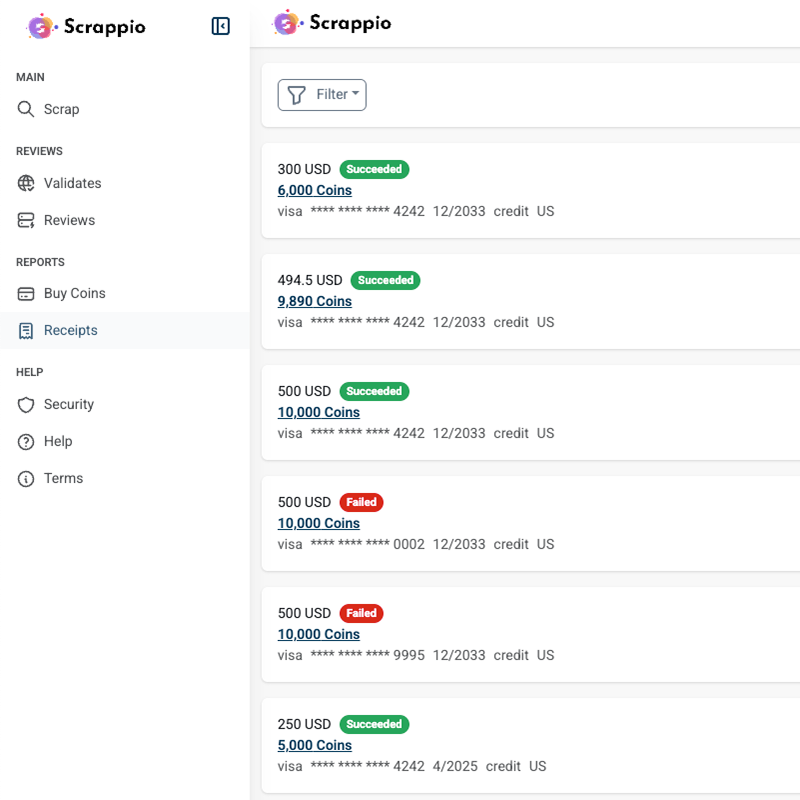 Scrappio
MAIN
Scrap
REVIEWS
Validates
Reviews
REPORTS
Buy Coins
Receipts
HELP
Security
Help
Terms
Scrappio
Filter
300 USD Succeeded
6,000 Coins
visa **** **** **** 4242 12/2033 credit US
494.5 USD Succeeded
9,890 Coins
visa **** **** **** 4242 12/2033 credit US
500 USD Succeeded
10,000 Coins
visa **** **** **** 4242 12/2033 credit US
500 USD Failed
10,000 Coins
visa **** **** **** 0002 12/2033 credit US
500 USD Failed
10,000 Coins
visa **** **** **** 9995 12/2033 credit US
250 USD Succeeded
5,000 Coins
visa **** **** **** 4242 4/2025 credit US